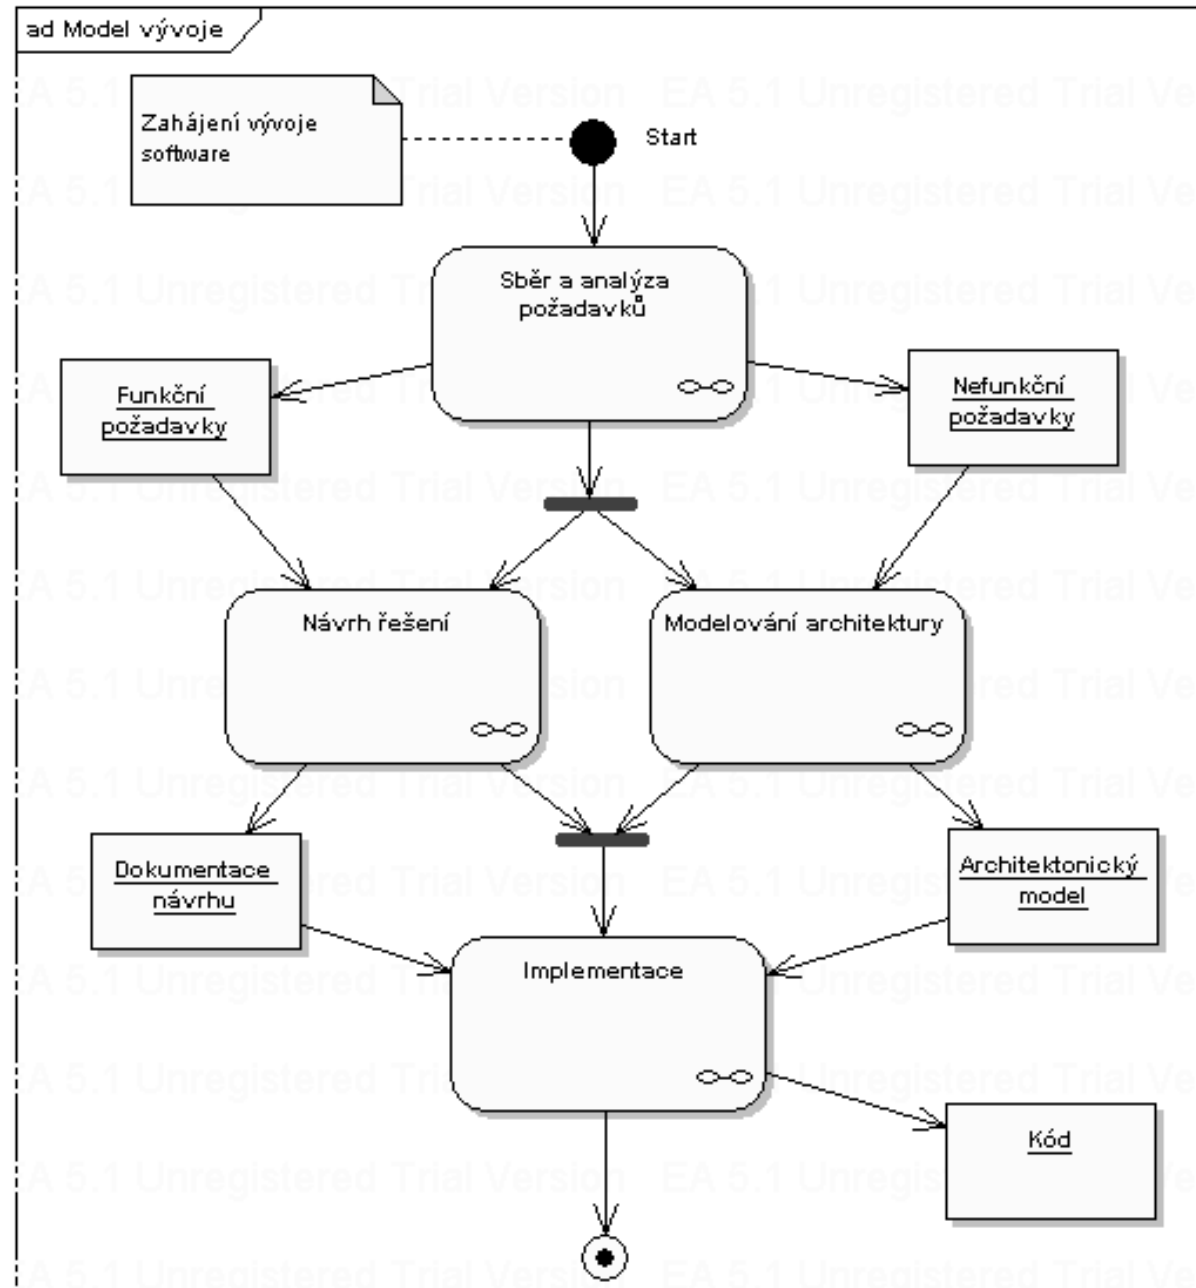 ad Model vývoje
Zahájení vývoje
software
Start
Sběr a analýza
požadavků
Funkční
požadavky
Nefunkční
požadavky
Návrh řešení
Modelování architektury
Dokumentace
návrhu
Architektonický
model
Implementace
Kód
EA 5.1 Unregistered Trial Version